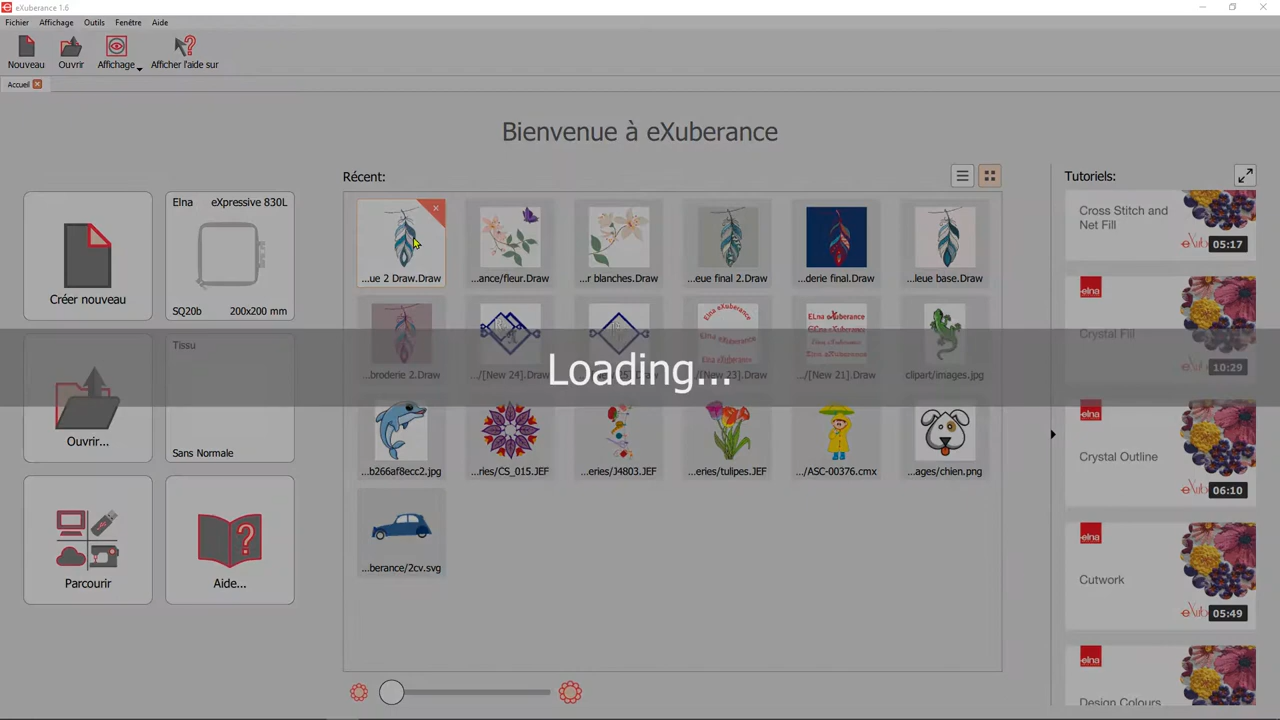 eXuberance 1.6
Fichier Affichage Outils Fenêtre Aide
Nouveau Ouvrir Affichage Afficher l'aide sur
Accueil
Bienvenue à eXuberance
Récent:
Tutoriels:
Créer nouveau
Elna eXpressive 830L
SQ20b 200x200 mm
Ouvrir...
Tissu
Sans Normale
Parcourir
Aide...
...ue 2 Draw.Draw
...ance/fleur.Draw
...r blanches.Draw
...eue final 2.Draw
...derie final.Draw
...leue base.Draw
...broderie 2.Draw
.../[New 24].Draw
.../[New 23].Draw
.../[New 21].Draw
clipart/images.jpg
ELna eXuberance
Loading...
...b266af8ecc2.jpg
...ries/CS_015.JEF
...eries/J4803.JEF
...eries/tulipes.JEF
.../ASC-00376.cmx
...ages/chien.png
...berance/2cv.svg
Cross Stitch and
Net Fill
05:17
elna
Crystal Fill
10:29
elna
Crystal Outline
06:10
elna
Cutwork
05:49
elna
Design Colours